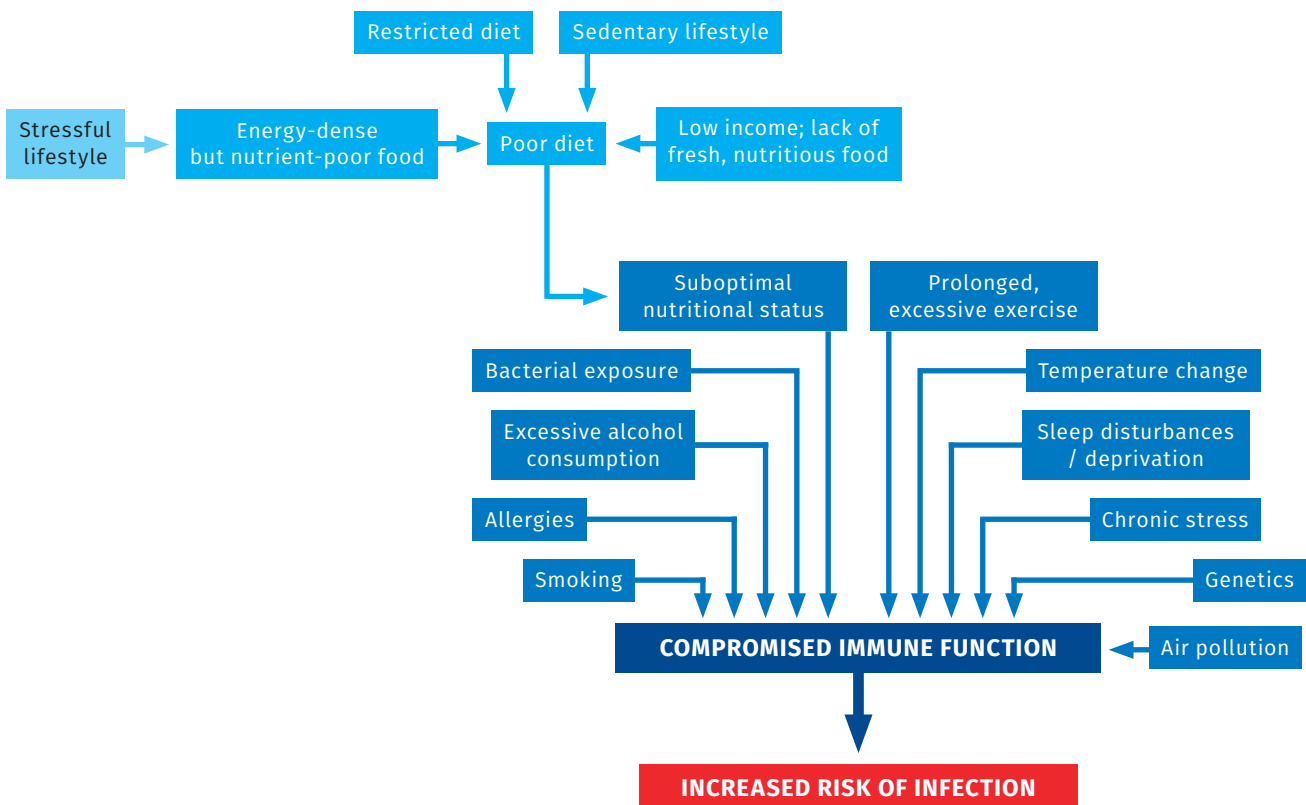 Restricted diet
Sedentary lifestyle
Stressful
lifestyle
Energy-dense
but nutrient-poor food
Poor diet
Low income; lack of
fresh, nutritious food
Suboptimal
nutritional status
Prolonged,
excessive exercise
Bacterial exposure
Temperature change
Excessive alcohol
consumption
Sleep disturbances
/ deprivation
Allergies
Chronic stress
Smoking
Genetics
COMPROMISED IMMUNE FUNCTION
Air pollution
INCREASED RISK OF INFECTION